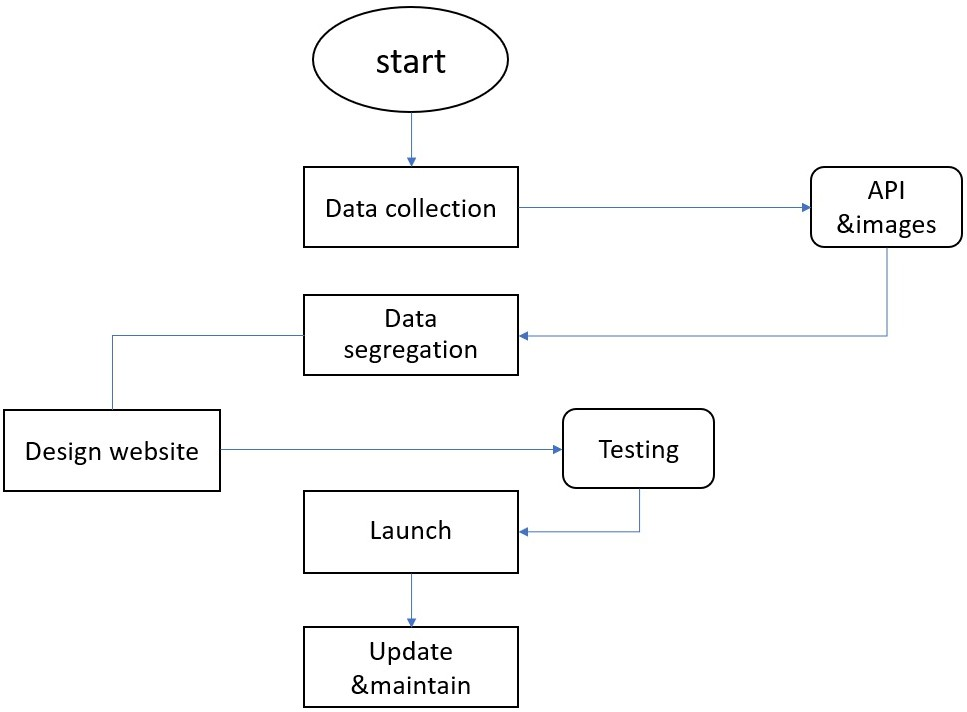 start
Data collection
API
&images
Data
segregation
Design website
Testing
Launch
Update
&maintain